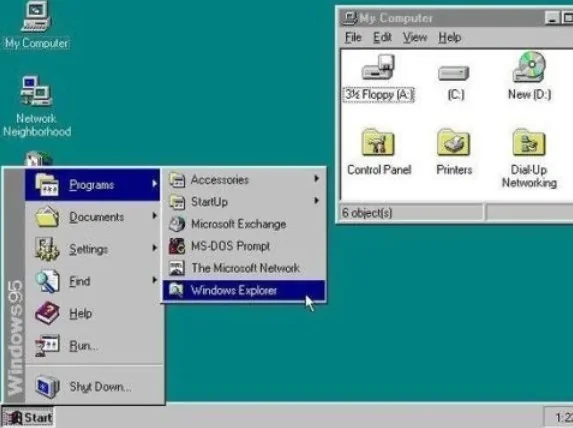 My Computer
Network
Neighborhood
My Computer
File Edit View Help
3½ Floppy (A:)
(C:)
New (D:)
Control Panel
Printers
Dial-Up
Networking
6 object(s)
Programs
Documents
Settings
Find
Help
Run...
Shut Down...
Windows95
Accessories
StartUp
Microsoft Exchange
MS-DOS Prompt
The Microsoft Network
Windows Explorer
Start